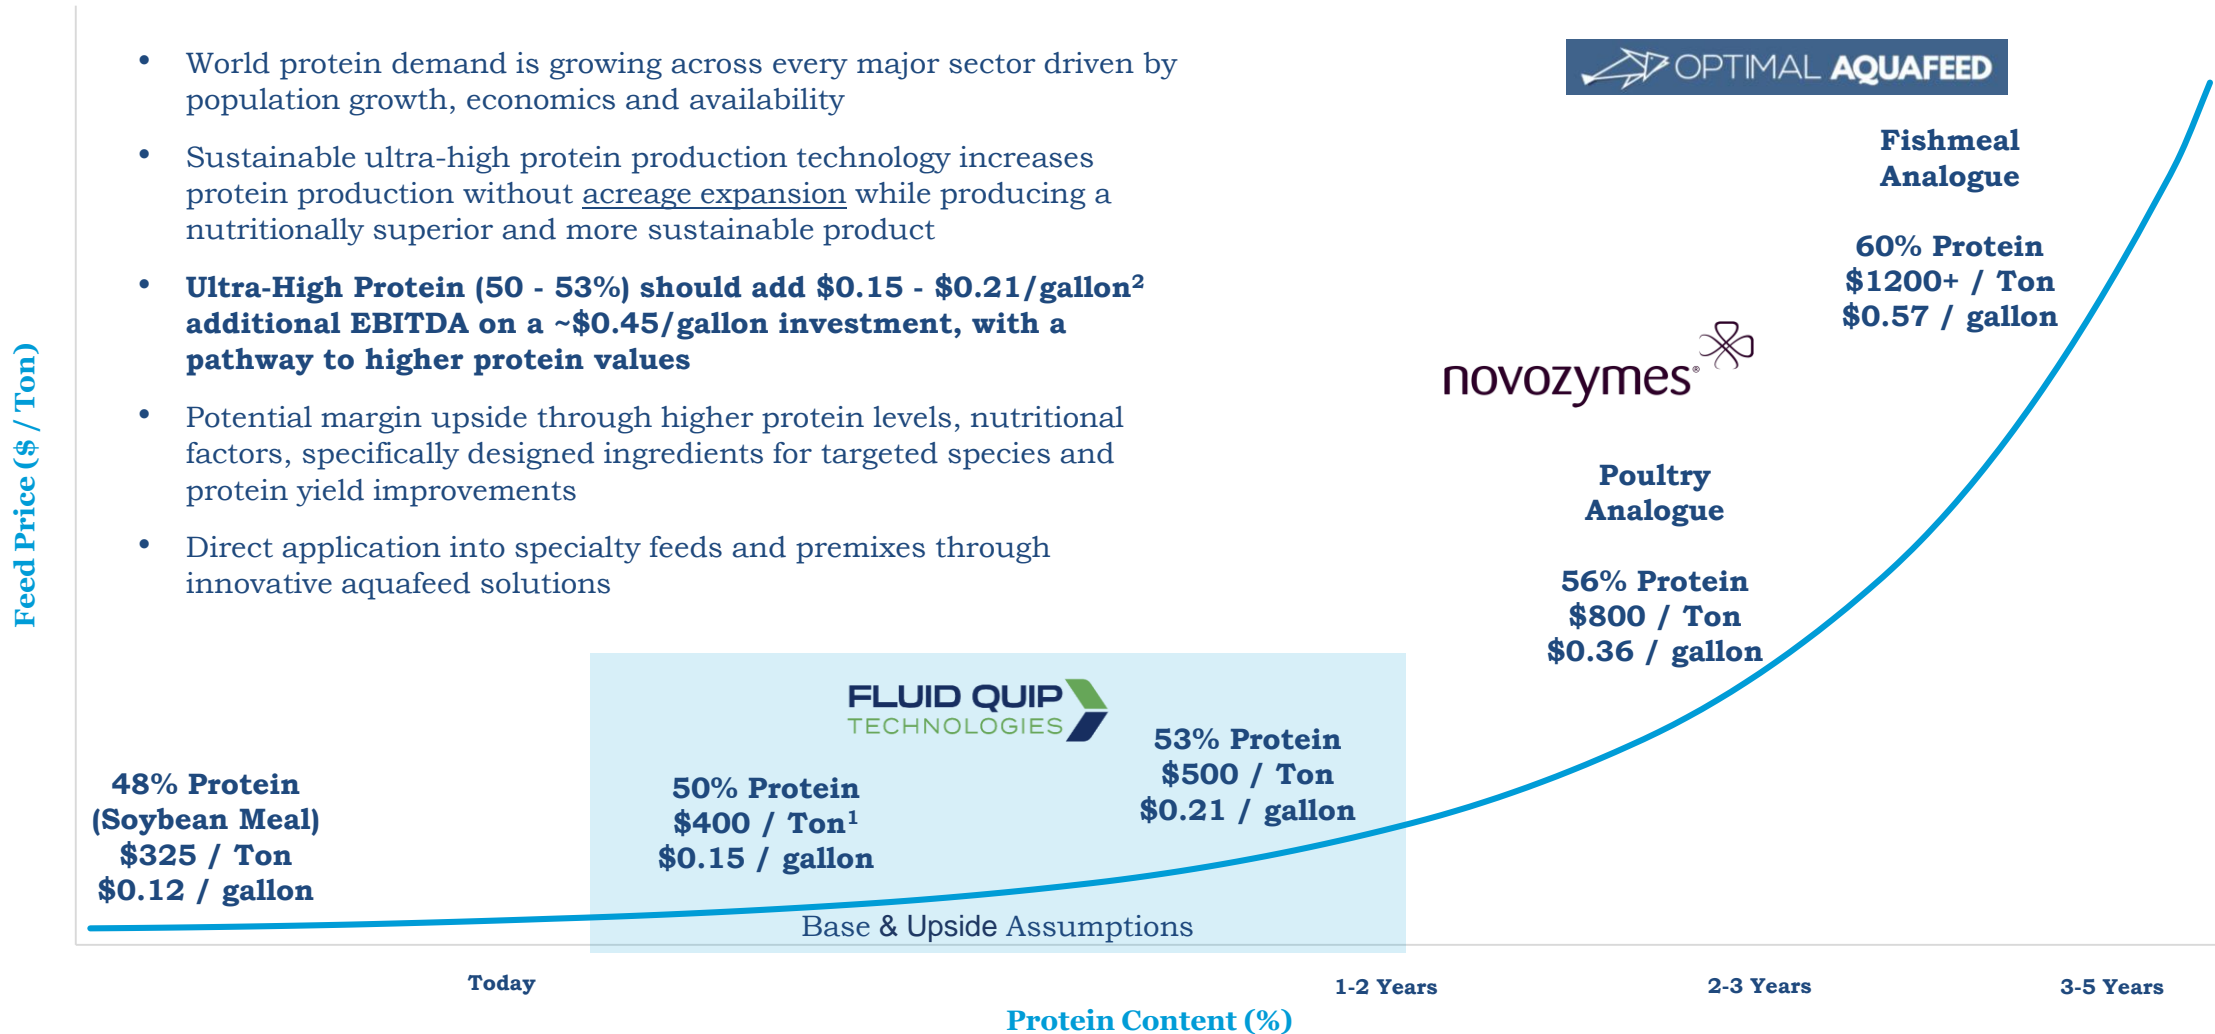 • World protein demand is growing across every major sector driven by
population growth, economics and availability
• Sustainable ultra-high protein production technology increases
protein production without acreage expansion while producing a
nutritionally superior and more sustainable product
• Ultra-High Protein (50 - 53%) should add $0.15 - $0.21/gallon²
additional EBITDA on a ~$0.45/gallon investment, with a
pathway to higher protein values
• Potential margin upside through higher protein levels, nutritional
factors, specifically designed ingredients for targeted species and
protein yield improvements
• Direct application into specialty feeds and premixes through
innovative aquafeed solutions
OPTIMAL AQUAFEED
Fishmeal
Analogue
60% Protein
$1200+ / Ton
$0.57 / gallon
novozymes®
Poultry
Analogue
56% Protein
$800 / Ton
$0.36 / gallon
FLUID QUIP
TECHNOLOGIES
53% Protein
$500 / Ton
$0.21 / gallon
50% Protein
$400 / Ton¹
$0.15 / gallon
48% Protein
(Soybean Meal)
$325 / Ton
$0.12 / gallon
Base & Upside Assumptions
Feed Price ($ / Ton)
Today
1-2 Years
2-3 Years
3-5 Years
Protein Content (%)